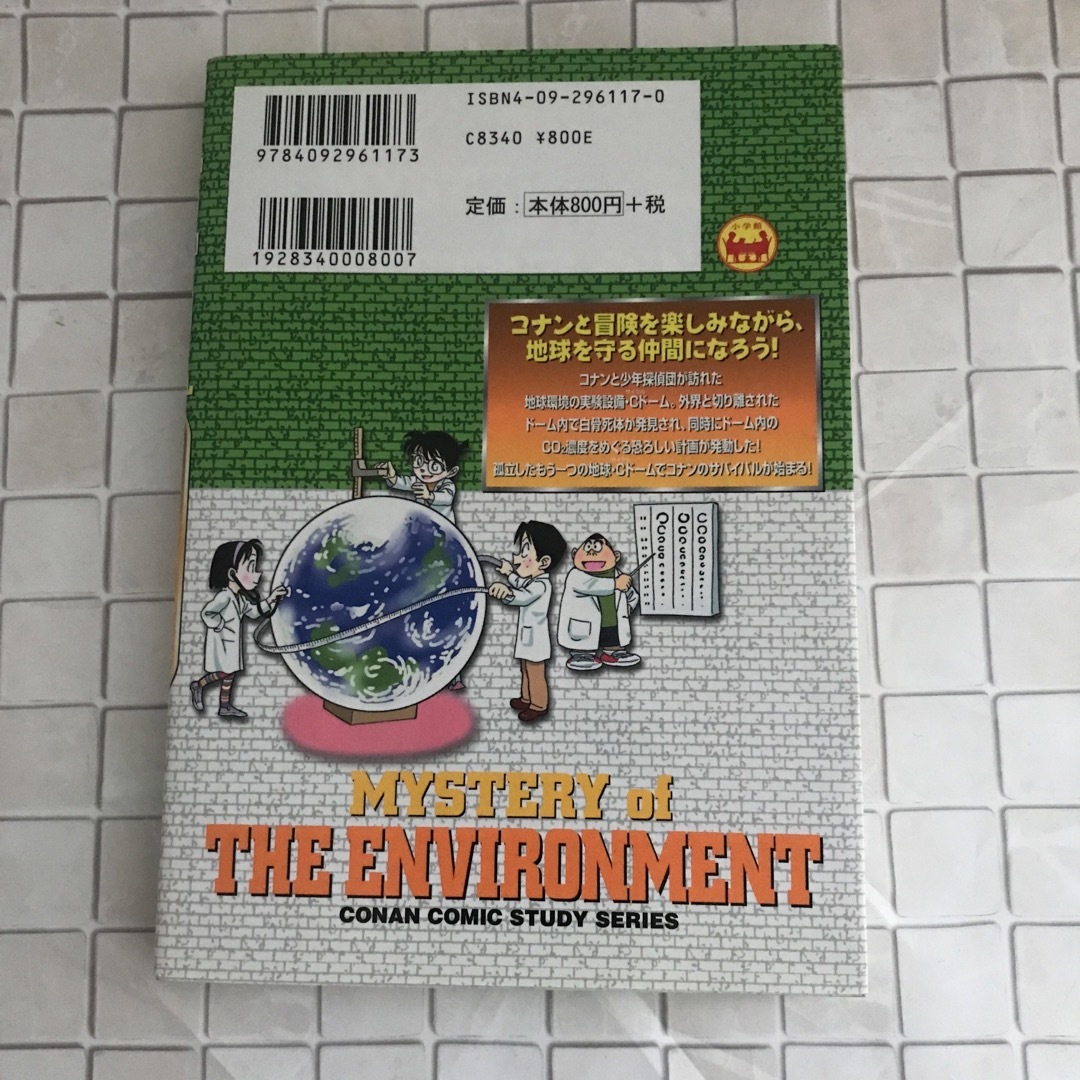 ISBN4-09-296117-0
9784092961173
C8340 ¥800E
定価：本体800円＋税
1928340008007
小学館
コナンと冒険を楽しみながら、
地球を守る仲間になろう！
コナンと少年探偵団が訪れた
地球環境の実験設備・Cドーム。外界と切り離された
ドーム内で白骨死体が発見され、同時にドーム内の
CO₂濃度をめぐる恐ろしい計画が発動した！
孤立したもう一つの地球・Cドームでコナンのサバイバルが始まる！
MYSTERY of
THE ENVIRONMENT
CONAN COMIC STUDY SERIES